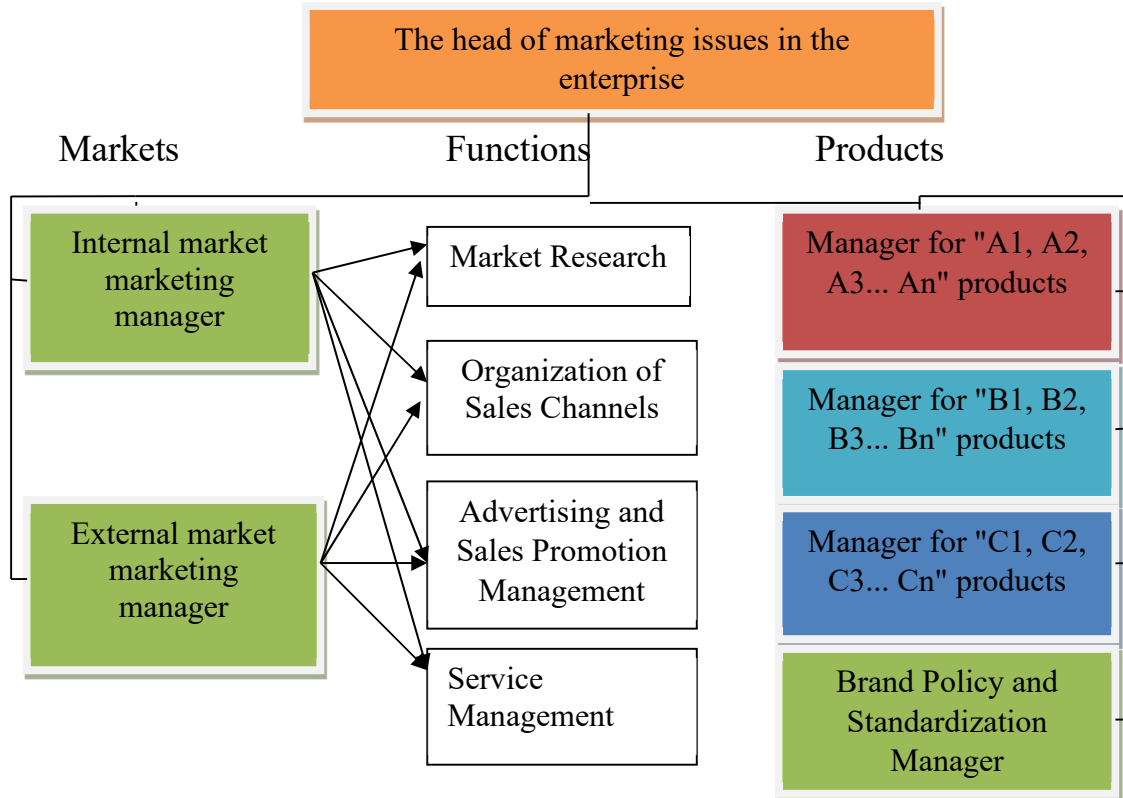 The head of marketing issues in the
enterprise
Markets
Functions
Products
Internal market
marketing
manager
External market
marketing
manager
Market Research
Organization of
Sales Channels
Advertising and
Sales Promotion
Management
Service
Management
Manager for "A1, A2,
A3... An" products
Manager for "B1, B2,
B3... Bn" products
Manager for "C1, C2,
C3... Cn" products
Brand Policy and
Standardization
Manager